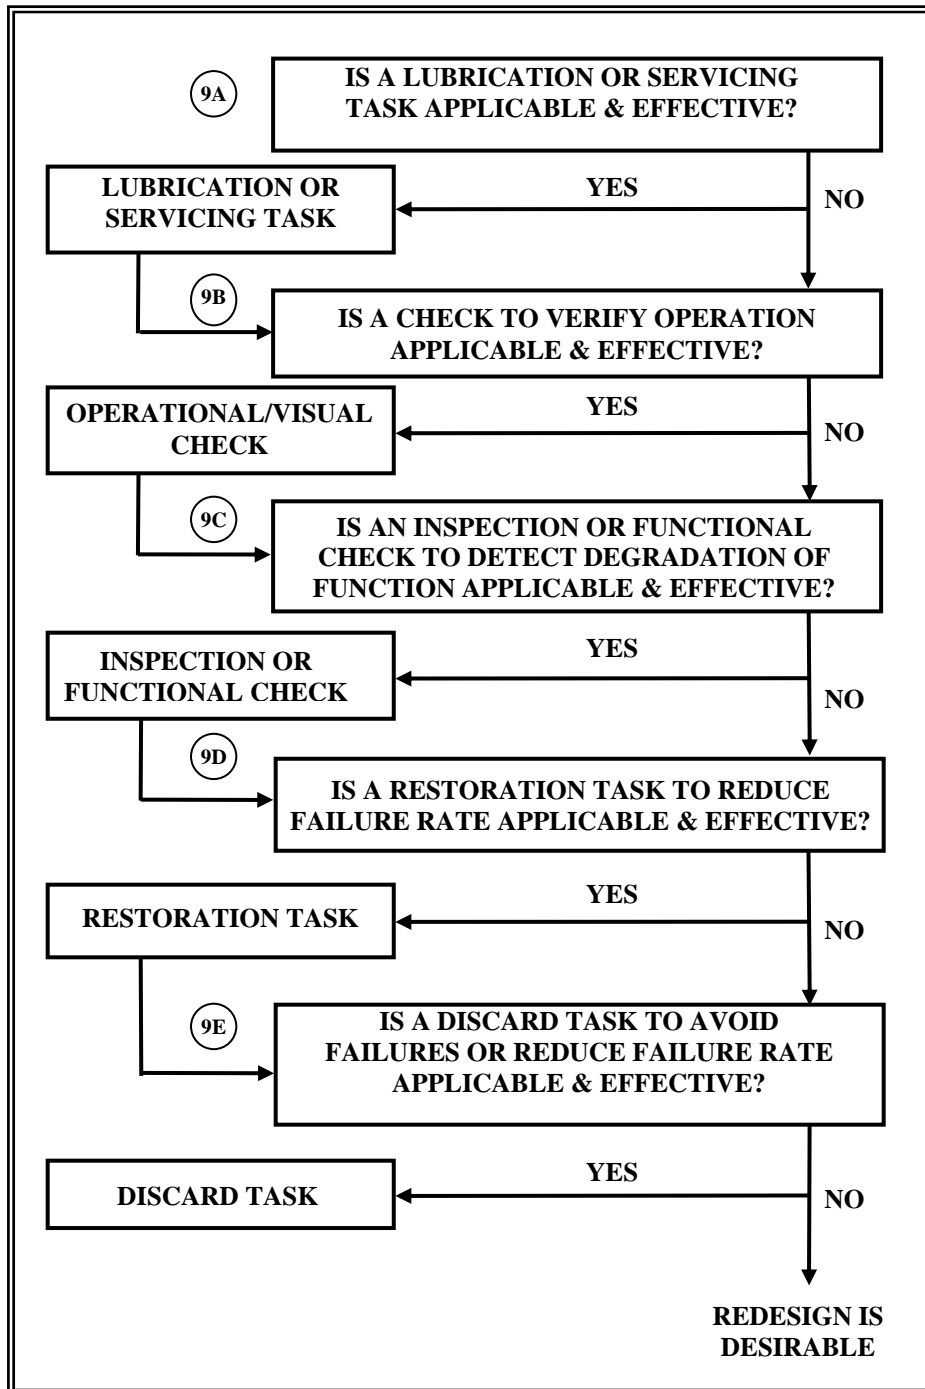 9A
IS A LUBRICATION OR SERVICING
TASK APPLICABLE & EFFECTIVE?
LUBRICATION OR
SERVICING TASK
YES
NO
9B
IS A CHECK TO VERIFY OPERATION
APPLICABLE & EFFECTIVE?
OPERATIONAL/VISUAL
CHECK
YES
NO
9C
IS AN INSPECTION OR FUNCTIONAL
CHECK TO DETECT DEGRADATION OF
FUNCTION APPLICABLE & EFFECTIVE?
INSPECTION OR
FUNCTIONAL CHECK
YES
NO
9D
IS A RESTORATION TASK TO REDUCE
FAILURE RATE APPLICABLE & EFFECTIVE?
RESTORATION TASK
YES
NO
9E
IS A DISCARD TASK TO AVOID
FAILURES OR REDUCE FAILURE RATE
APPLICABLE & EFFECTIVE?
DISCARD TASK
YES
NO
REDESIGN IS
DESIRABLE